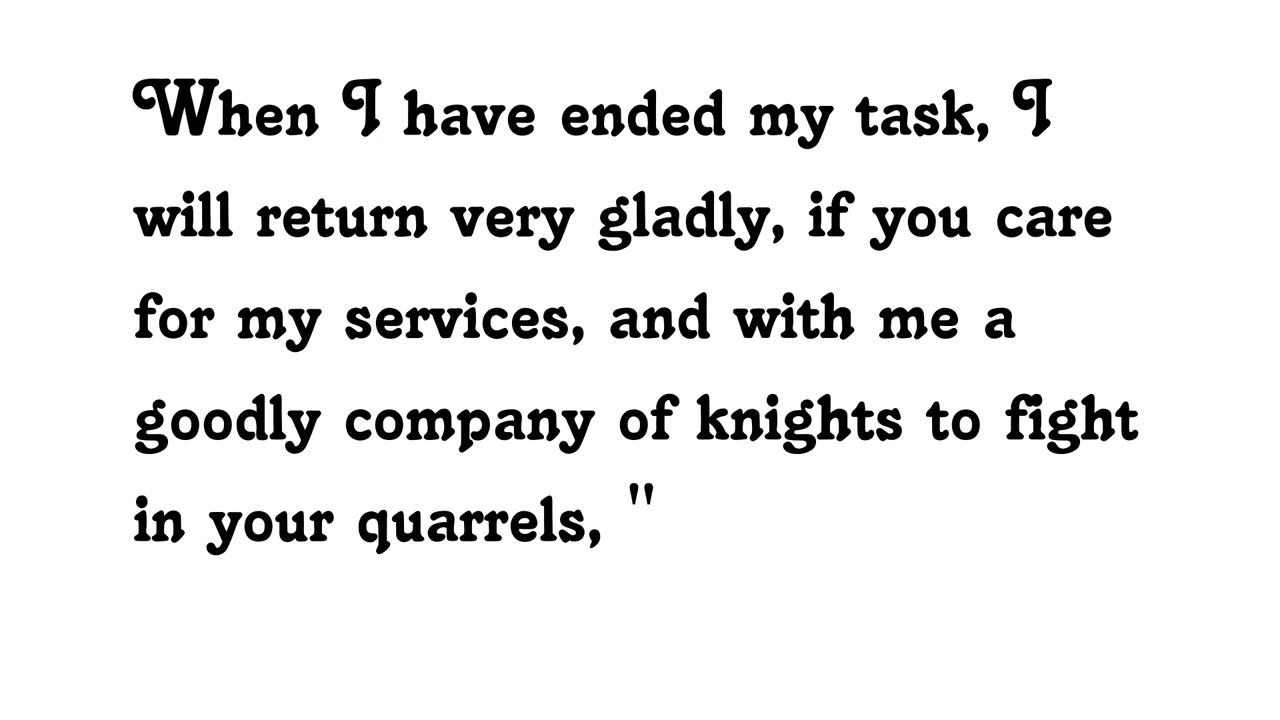 When I have ended my task, I
will return very gladly, if you care
for my services, and with me a
goodly company of knights to fight
in your quarrels, "